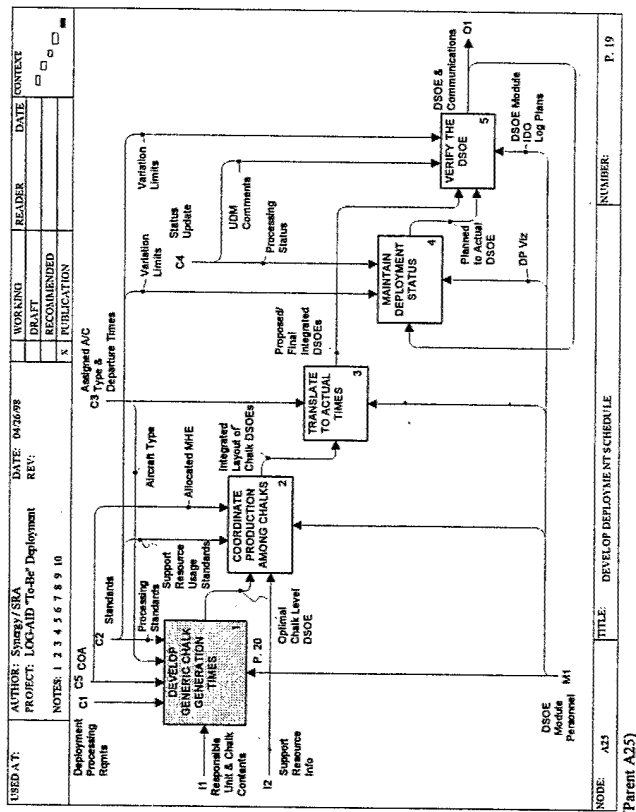 USED AT:
AUTHOR: Synergy/SRA
PROJECT: LOG-AID "To-Be" Deployment
NOTES: 1 2 3 4 5 6 7 8 9 10
DATE: 04/26/98
REV:
WORKING
DRAFT
RECOMMENDED
X PUBLICATION
READER
DATE
CONTEXT
Deployment
Processing
Rqmts
C1
C5 COA
C2 Standards
Processing
Standards
Support
Resource
Usage
Standards
Aircraft Type
Allocated MHE
Assigned A/C
C3 Type &
Departure Times
Variation
Limits
C4
Status
Update
UDM
Comments
Processing
Status
Variation
Limits
I1
Responsible
Unit & Chalk
Contents
DEVELOP
GENERIC CHALK
GENERATION
TIMES
1
P. 20
I2
Support
Resource
Info
Optimal
Chalk Level
DSOE
COORDINATE
PRODUCTION
AMONG CHALKS
2
Integrated
Layout of
Chalk DSOEs
TRANSLATE
TO ACTUAL
TIMES
3
Proposed/
Final
Integrated
DSOEs
MAINTAIN
DEPLOYMENT
STATUS
4
Planned
to Actual
DSOE
VERIFY THE
DSOE
5
DSOE &
Communications
O1
DP Viz
DSOE Module
IDO
Log Plans
DSOE
Module
Personnel
M1
NODE: A25
TITLE: DEVELOP DEPLOYMENT SCHEDULE
NUMBER:
P. 19
(Parent A25)